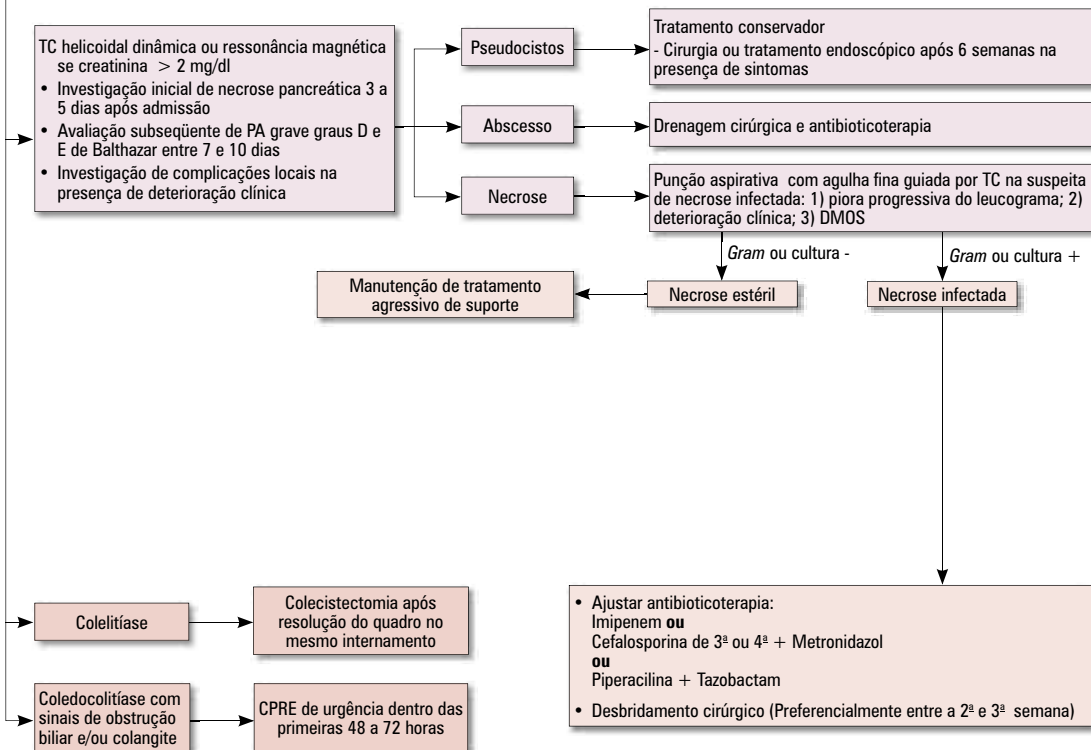 TC helicoidal dinâmica ou ressonância magnética
se creatinina > 2 mg/dl
• Investigação inicial de necrose pancreática 3 a
5 dias após admissão
• Avaliação subseqüente de PA grave graus D e
E de Balthazar entre 7 e 10 dias
• Investigação de complicações locais na
presença de deterioração clínica
Pseudocistos
Tratamento conservador
- Cirurgia ou tratamento endoscópico após 6 semanas na
presença de sintomas
Abscesso
Drenagem cirúrgica e antibioticoterapia
Necrose
Punção aspirativa com agulha fina guiada por TC na suspeita
de necrose infectada: 1) piora progressiva do leucograma; 2)
deterioração clínica; 3) DMOS
Gram ou cultura -
Gram ou cultura +
Manutenção de tratamento
agressivo de suporte
Necrose estéril
Necrose infectada
Colelitíase
Colecistectomia após
resolução do quadro no
mesmo internamento
• Ajustar antibioticoterapia:
Imipenem ou
Cefalosporina de 3ª ou 4ª + Metronidazol
ou
Piperacilina + Tazobactam
• Desbridamento cirúrgico (Preferencialmente entre a 2ª e 3ª semana)
Coledocolitíase com
sinais de obstrução
biliar e/ou colangite
CPRE de urgência dentro das
primeiras 48 a 72 horas